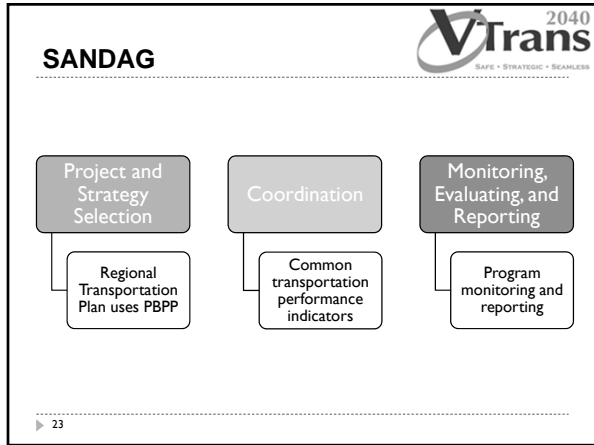 SANDAG
VTrans 2040
SAFE • STRATEGIC • SEAMLESS
Project and
Strategy
Selection
Regional
Transportation
Plan uses PBPP
Coordination
Common
transportation
performance
indicators
Monitoring,
Evaluating, and
Reporting
Program
monitoring and
reporting
23